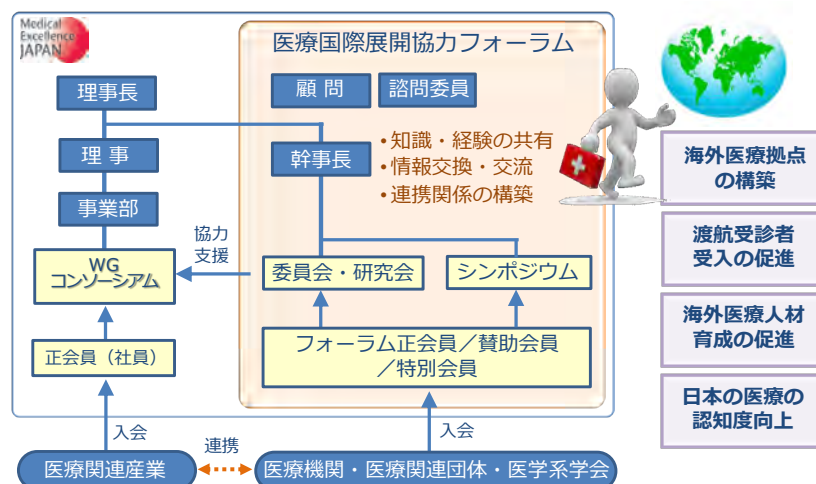 Medical
Excellence
JAPAN
医療国際展開協力フォーラム
理事長
顧 問
諮問委員
理 事
幹事長
•知識・経験の共有
•情報交換・交流
•連携関係の構築
事業部
協力
支援
WG
コンソーシアム
委員会・研究会
シンポジウム
正会員（社員）
フォーラム正会員／賛助会員
／特別会員
入会
入会
連携
医療関連産業
医療機関・医療関連団体・医学系学会
海外医療拠点
の構築
渡航受診者
受入の促進
海外医療人材
育成の促進
日本の医療の
認知度向上